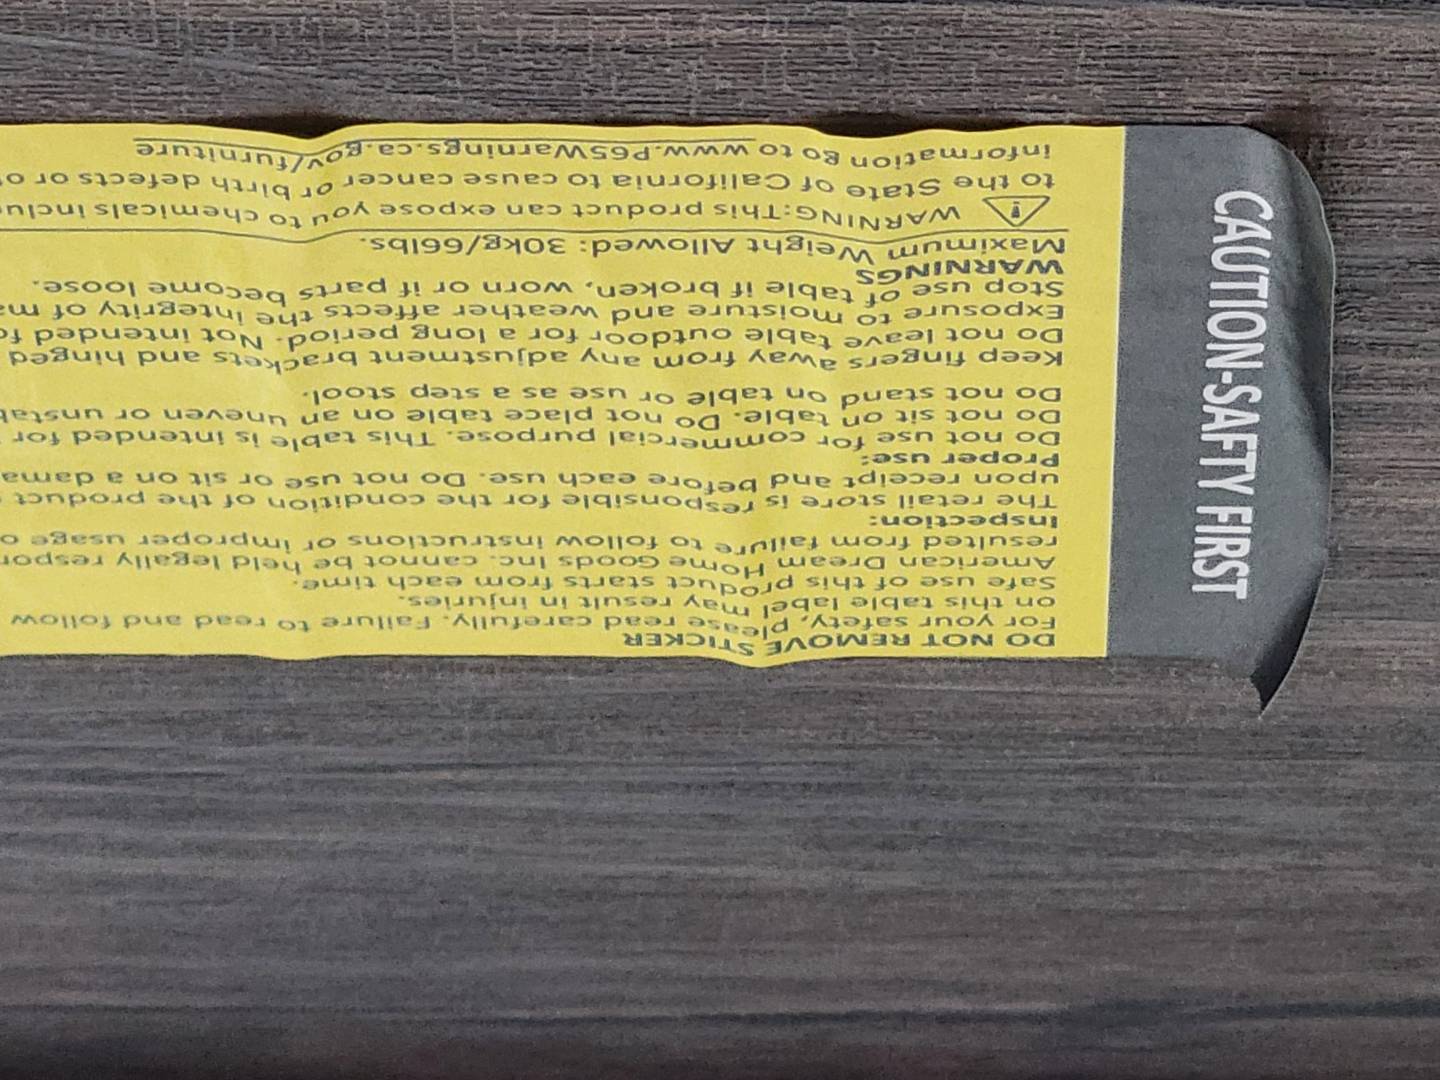 CAUTION-SAFTY FIRST
DO NOT REMOVE STICKER
For your safety, please read carefully. Failure to read and follow
on this table label may result in injuries.
Safe use of this product starts from each time.
American Dream Home Goods Inc. cannot be held legally
resulted from failure to follow instructions or improper usage
Inspection:
The retail store is responsible for the condition of the product
upon receipt and before each use. Do not use or sit on a
Proper use:
Do not use for commercial purpose. This table is intended for
Do not sit on table. Do not place table on an uneven or
Do not stand on table or use as a step stool.
Keep fingers away from any adjustment brackets and hinged
Do not leave table outdoor for a long period. Not intended
Exposure to moisture and weather affects the integrity of
Stop use of table if broken, worn or if parts become loose.
WARNINGS
Maximum Weight Allowed: 30kg/66lbs.
WARNING:This product can expose you to chemicals
to the State of California to cause cancer or birth defects or
information go to www.P65Warnings.ca.gov/furniture